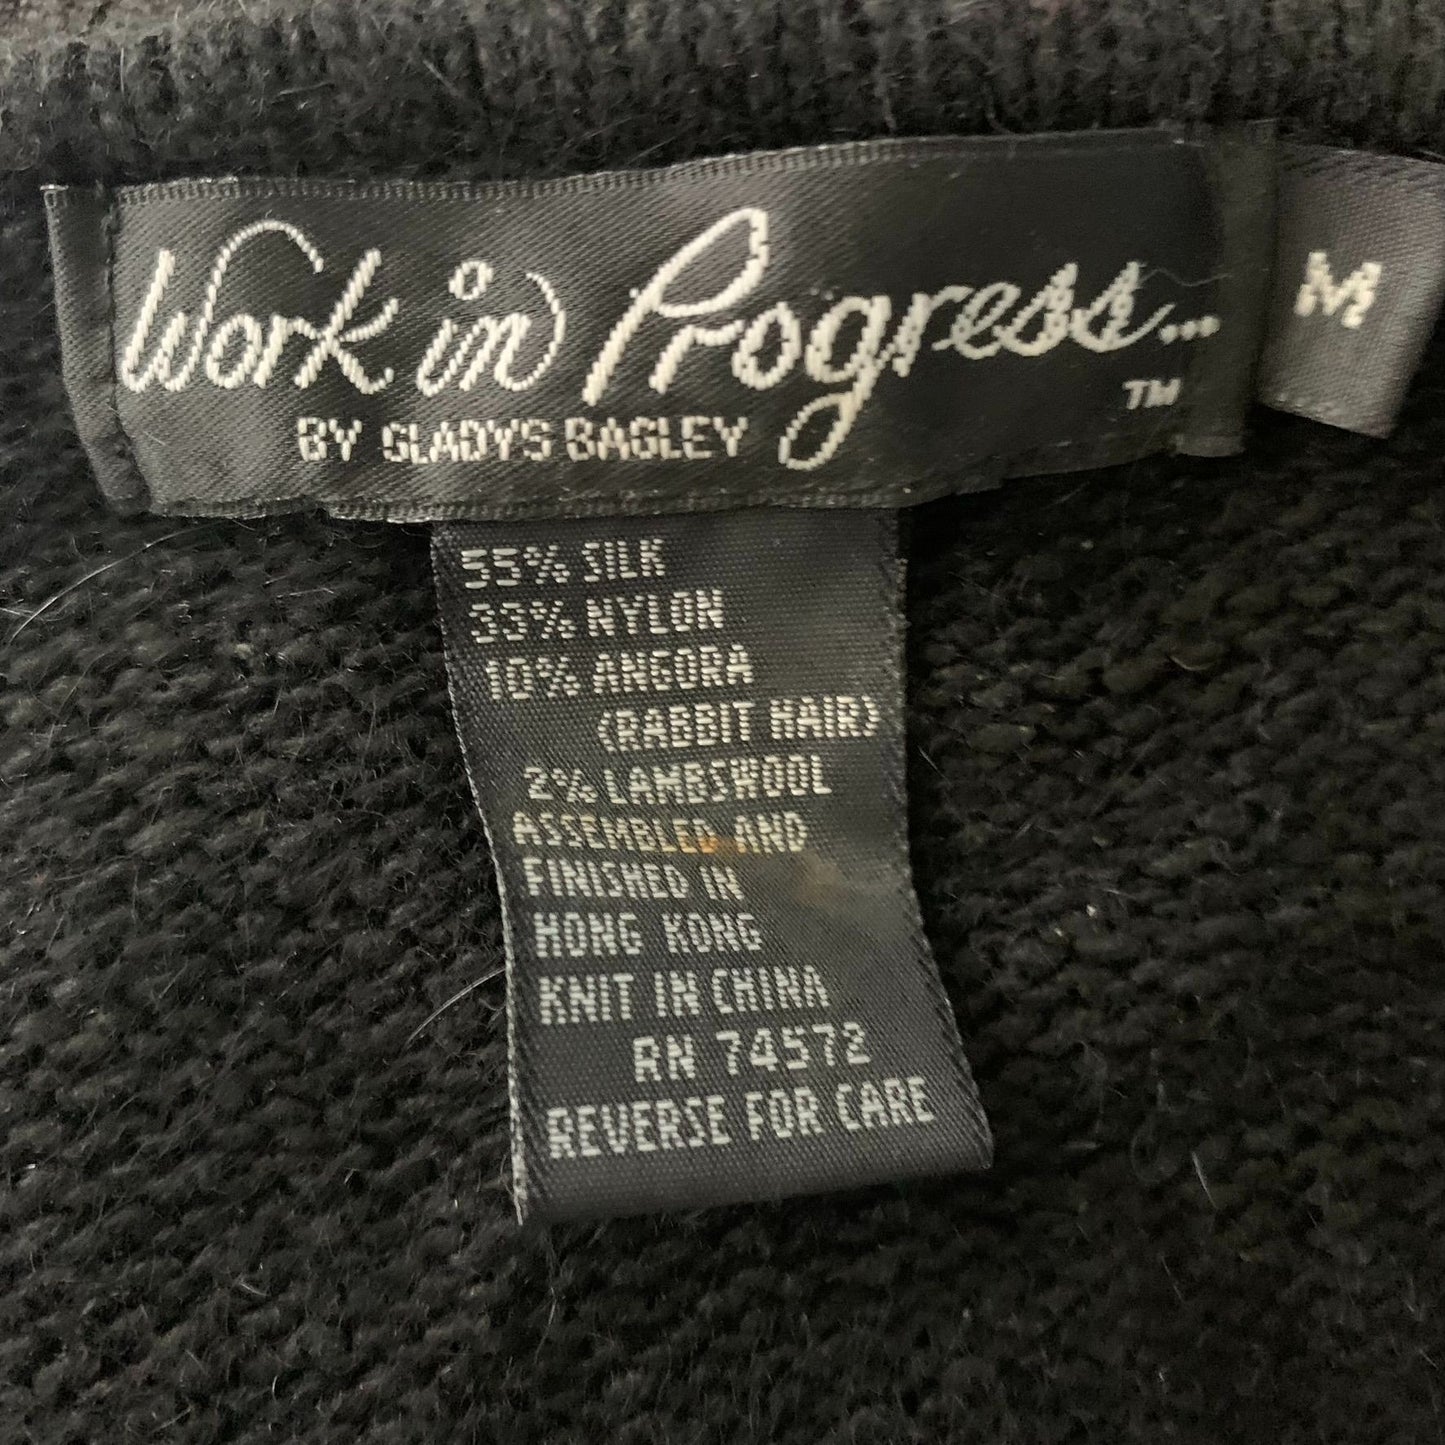 Work in Progress...
TM
BY GLADYS BAGLEY
M
55% SILK
33% NYLON
10% ANGORA
(RABBIT HAIR)
2% LAMBSWOOL
ASSEMBLED AND
FINISHED IN
HONG KONG
KNIT IN CHINA
RN 74572
REVERSE FOR CARE